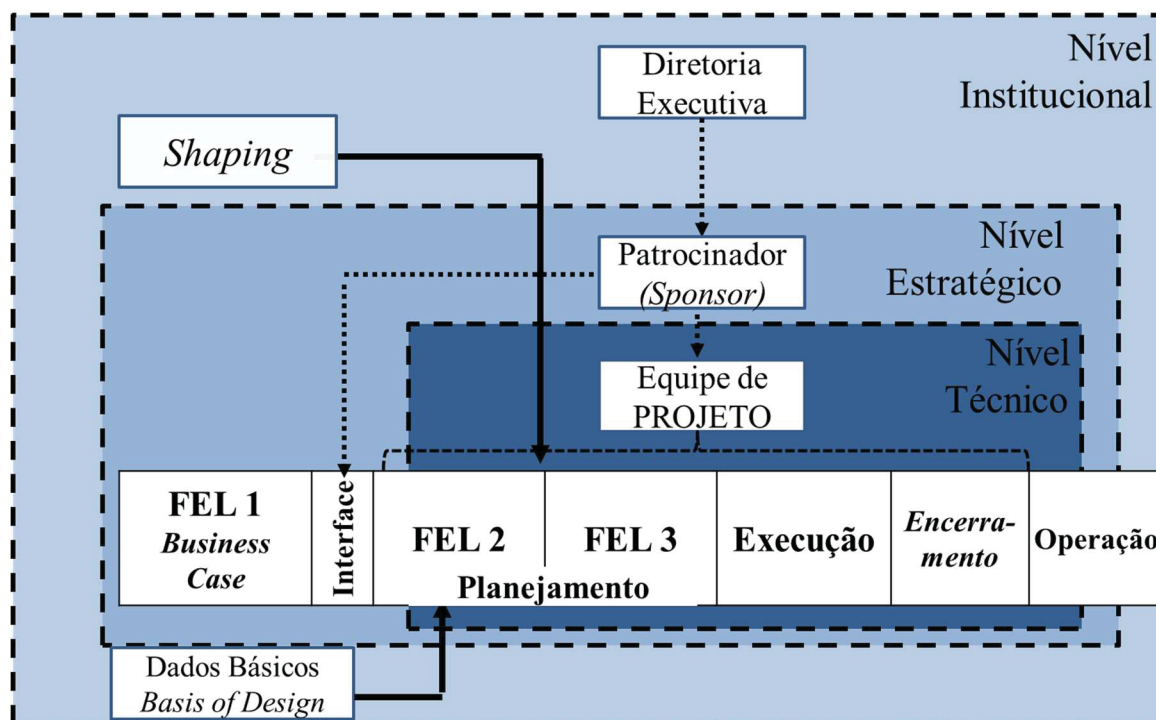 Nível
Institucional
Diretoria
Executiva
Shaping
Nível
Estratégico
Patrocinador
(Sponsor)
Nível
Técnico
Equipe de
PROJETO
FEL 1
Business
Case
Interface
FEL 2
FEL 3
Planejamento
Execução
Encerra-
mento
Operação
Dados Básicos
Basis of Design